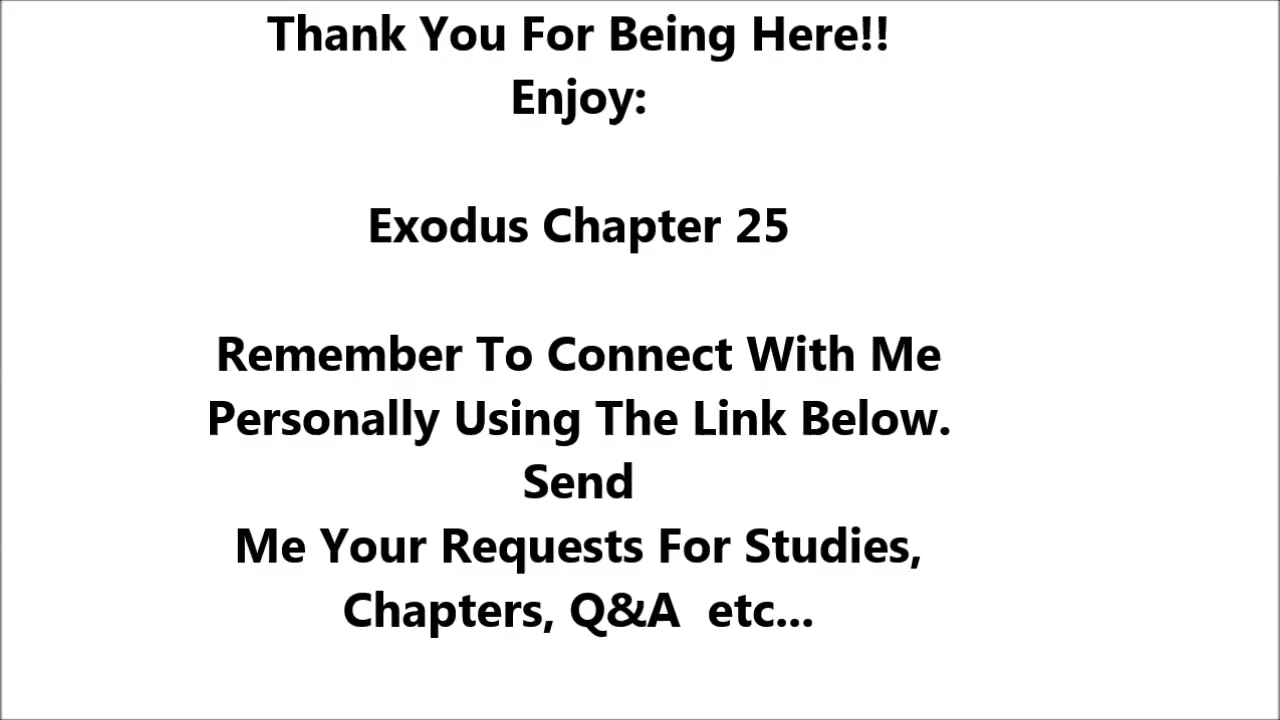 Thank You For Being Here!!
Enjoy:
Exodus Chapter 25
Remember To Connect With Me
Personally Using The Link Below.
Send
Me Your Requests For Studies,
Chapters, Q&A  etc...